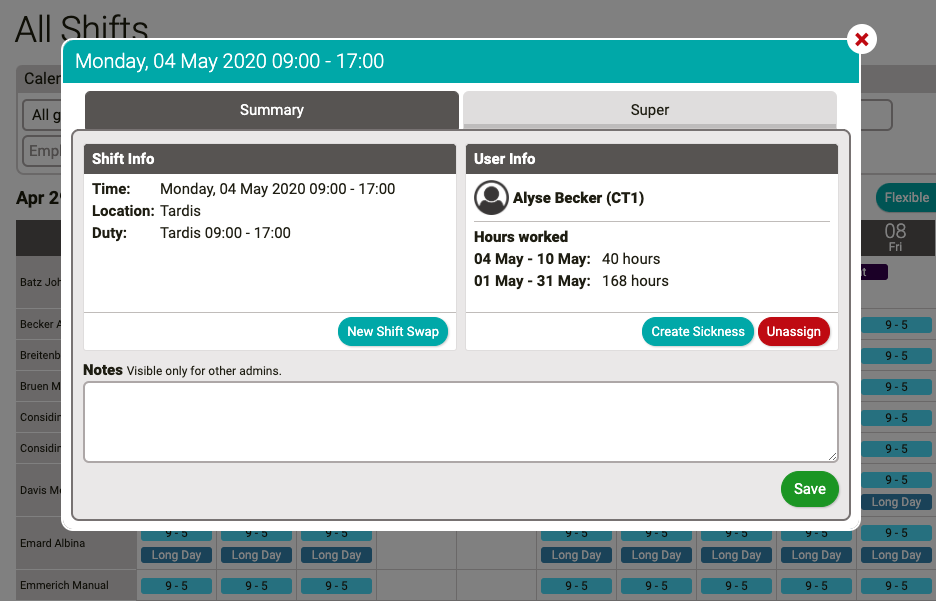 All Shifts
Monday, 04 May 2020 09:00 - 17:00
Summary
Super
Shift Info
Time: Monday, 04 May 2020 09:00 - 17:00
Location: Tardis
Duty: Tardis 09:00 - 17:00
New Shift Swap
User Info
Alyse Becker (CT1)
Hours worked
04 May - 10 May: 40 hours
01 May - 31 May: 168 hours
Create Sickness
Unassign
Notes Visible only for other admins.
Save
All
Apr
Flexible
08
Fri
Batz
Becker
9 - 5
9 - 5
Bruen
9 - 5
9 - 5
9 - 5
Davis
9 - 5
Long Day
Emard Albina
9 - 5 9 - 5 9 - 5 9 - 5 9 - 5 9 - 5 9 - 5 9 - 5
Long Day Long Day Long Day Long Day Long Day Long Day Long Day Long Day
Emmerich Manual
9 - 5 9 - 5 9 - 5 9 - 5 9 - 5 9 - 5 9 - 5 9 - 5